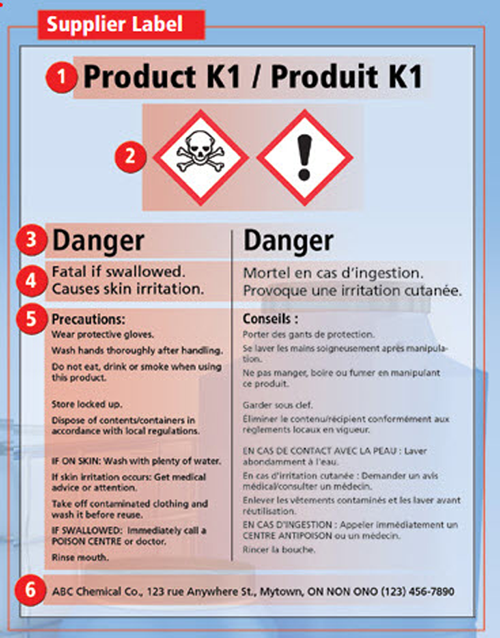 Supplier Label
1 Product K1 / Produit K1
2
3 Danger
4 Fatal if swallowed.
Causes skin irritation.
5 Precautions:
Wear protective gloves.
Wash hands thoroughly after handling.
Do not eat, drink or smoke when using
this product.
Store locked up.
Dispose of contents/containers in
accordance with local regulations.
IF ON SKIN: Wash with plenty of water.
If skin irritation occurs: Get medical
advice or attention.
Take off contaminated clothing and
wash it before reuse.
IF SWALLOWED: Immediately call a
POISON CENTRE or doctor.
Rinse mouth.
Danger
Mortel en cas d’ingestion.
Provoque une irritation cutanée.
Conseils :
Porter des gants de protection.
Se laver les mains soigneusement après manipula-
tion.
Ne pas manger, boire ou fumer en manipulant
ce produit.
Garder sous clef.
Éliminer le contenu/récipient conformément aux
règlements locaux en vigueur.
EN CAS DE CONTACT AVEC LA PEAU : Laver
abondamment à l'eau.
En cas d'irritation cutanée : Demander un avis
médical/consulter un médecin.
Enlever les vêtements contaminés et les laver avant
réutilisation.
EN CAS D'INGESTION : Appeler immédiatement un
CENTRE ANTIPOISON ou un médecin.
Rincer la bouche.
6 ABC Chemical Co., 123 rue Anywhere St., Mytown, ON NON ONO (123) 456-7890